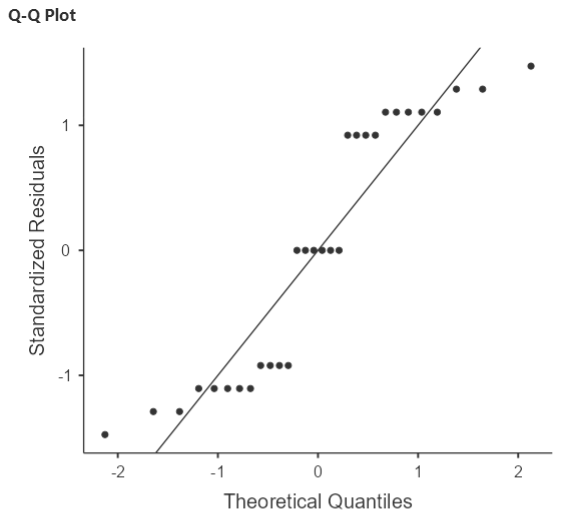 Q-Q Plot
1
0
-1
Standardized Residuals
-2 -1 0 1 2
Theoretical Quantiles